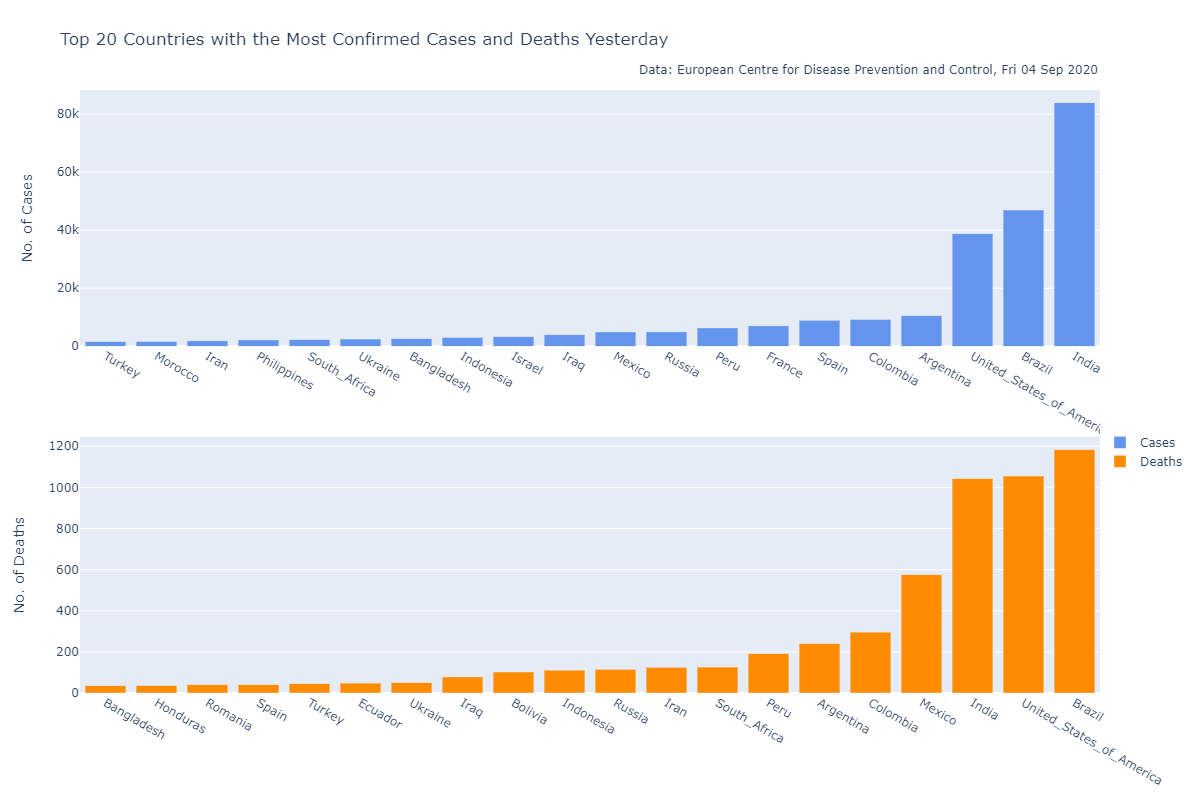 Top 20 Countries with the Most Confirmed Cases and Deaths Yesterday
Data: European Centre for Disease Prevention and Control, Fri 04 Sep 2020
No. of Cases
80k
60k
40k
20k
0
Turkey
Morocco
Iran
Philippines
South_Africa
Ukraine
Bangladesh
Indonesia
Israel
Iraq
Mexico
Russia
Peru
France
Spain
Colombia
Argentina
United_States_of_Americ
Brazil
India
Cases
Deaths
No. of Deaths
1200
1000
800
600
400
200
0
Bangladesh
Honduras
Romania
Spain
Turkey
Ecuador
Ukraine
Iraq
Bolivia
Indonesia
Russia
Iran
South_Africa
Peru
Argentina
Colombia
Mexico
India
United_States_of_America
Brazil